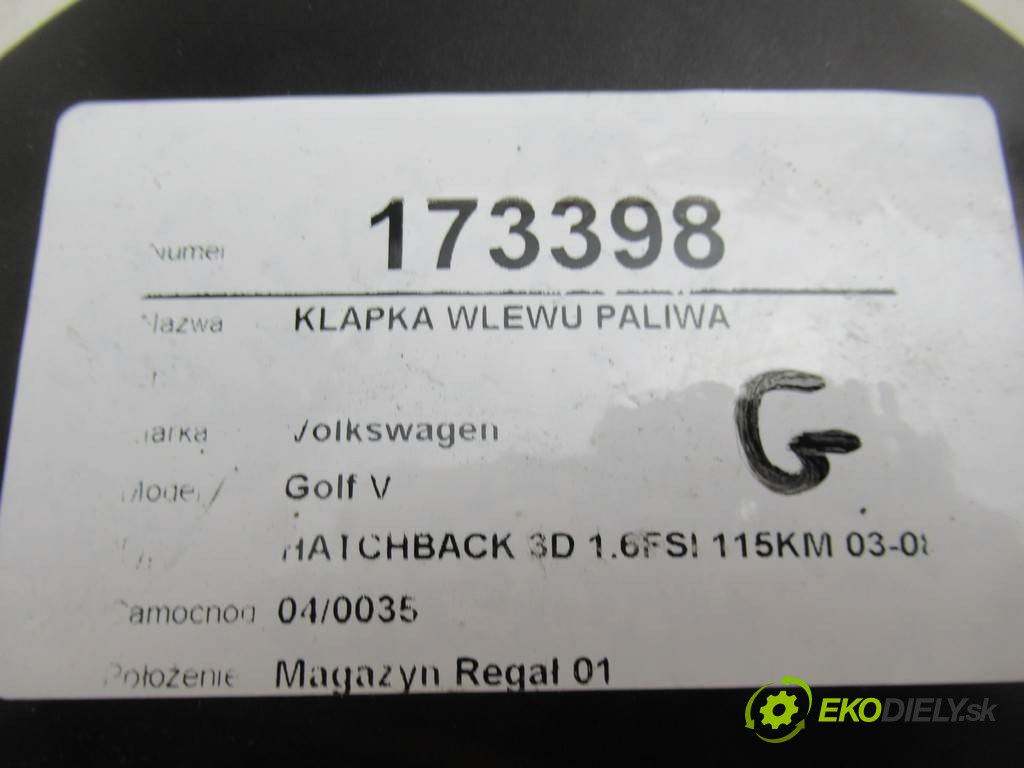 Numer 173398
Nazwa KLAPKA WLEWU PALIWA
Marka Volkswagen
G
Model / Golf V
HATCHBACK 3D 1.6FSI 115KM 03-08
Samochod 04/0035
Położenie Magazyn Regał 01
EKODIELY.sk